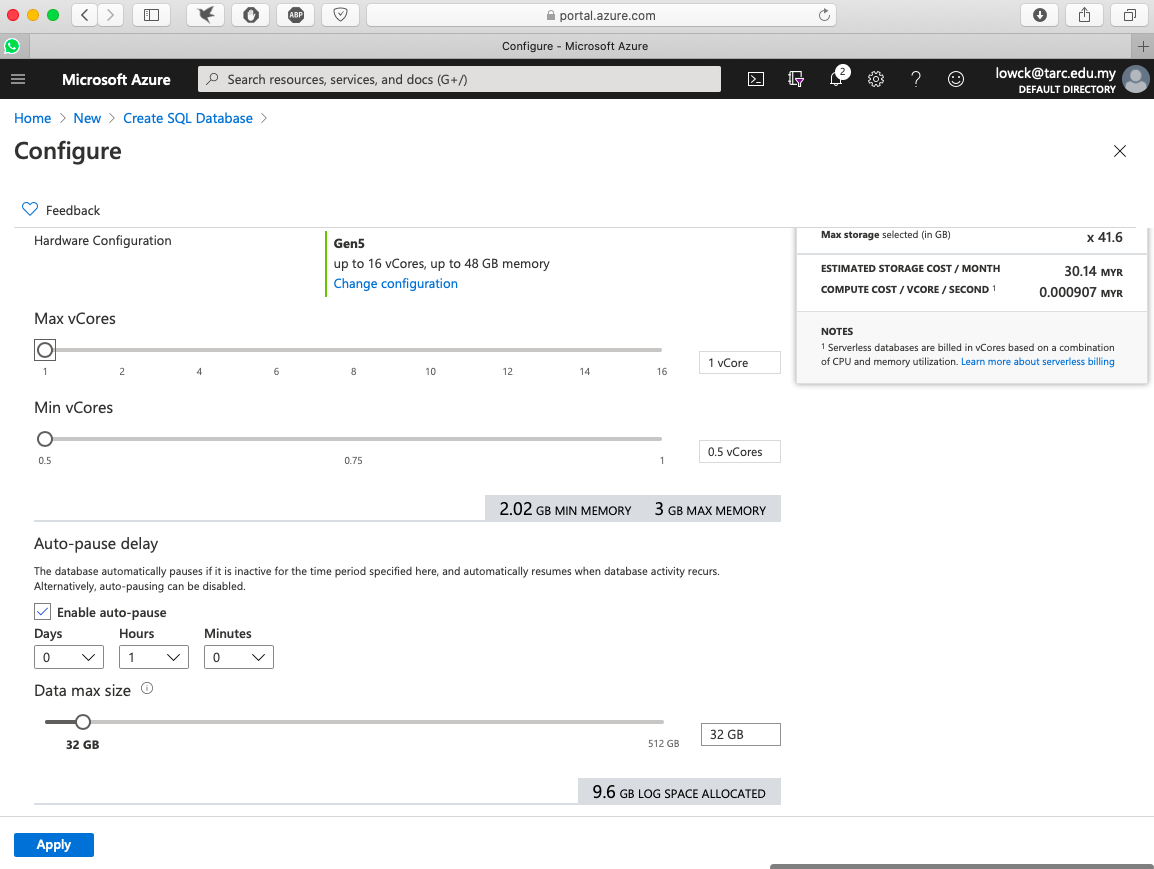 ABP
portal.azure.com
Configure - Microsoft Azure
Microsoft Azure
Search resources, services, and docs (G+/)
2
lowck@tarc.edu.my
DEFAULT DIRECTORY
Home > New > Create SQL Database >
Configure
Feedback
Hardware Configuration
Gen5
up to 16 vCores, up to 48 GB memory
Change configuration
Max storage selected (in GB)
x 41.6
ESTIMATED STORAGE COST / MONTH
30.14 MYR
COMPUTE COST / VCORE / SECOND 1
0.000907 MYR
NOTES
1 Serverless databases are billed in vCores based on a combination
of CPU and memory utilization. Learn more about serverless billing
Max vCores
1 2 4 6 8 10 12 14 16
1 vCore
Min vCores
0.5 0.75 1
0.5 vCores
2.02 GB MIN MEMORY 3 GB MAX MEMORY
Auto-pause delay
The database automatically pauses if it is inactive for the time period specified here, and automatically resumes when database activity recurs.
Alternatively, auto-pausing can be disabled.
Enable auto-pause
Days Hours Minutes
0 1 0
Data max size
32 GB
512 GB
32 GB
9.6 GB LOG SPACE ALLOCATED
Apply